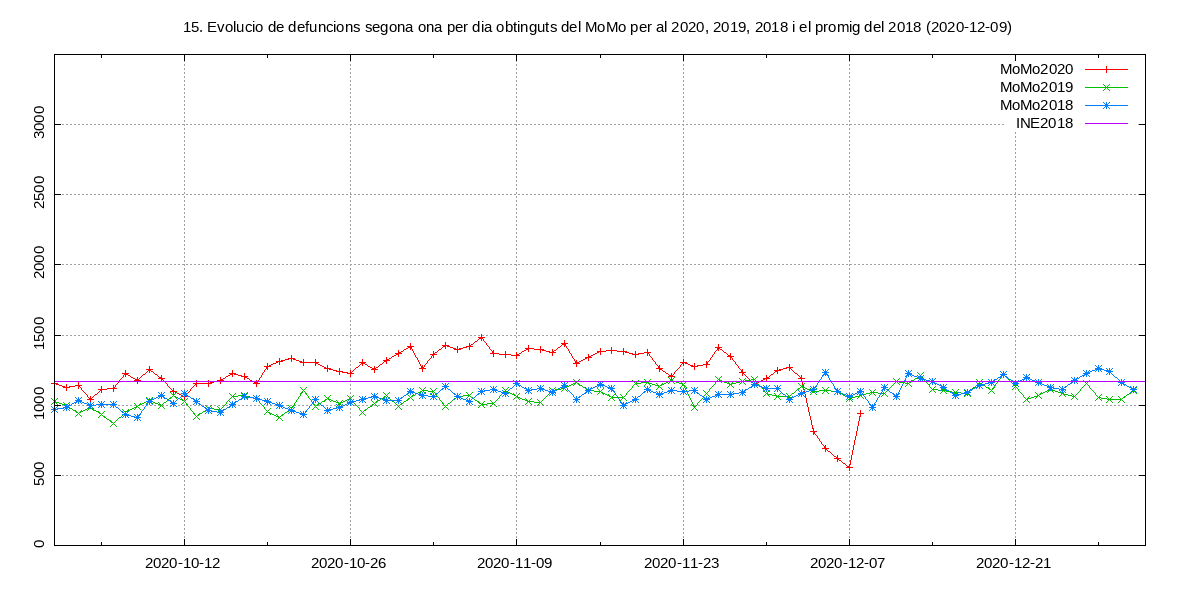 15. Evolucio de defuncions segona ona per dia obtinguts del MoMo per al 2020, 2019, 2018 i el promig del 2018 (2020-12-09)
MoMo2020
MoMo2019
MoMo2018
INE2018
3000
2500
2000
1500
1000
500
0
2020-10-12
2020-10-26
2020-11-09
2020-11-23
2020-12-07
2020-12-21